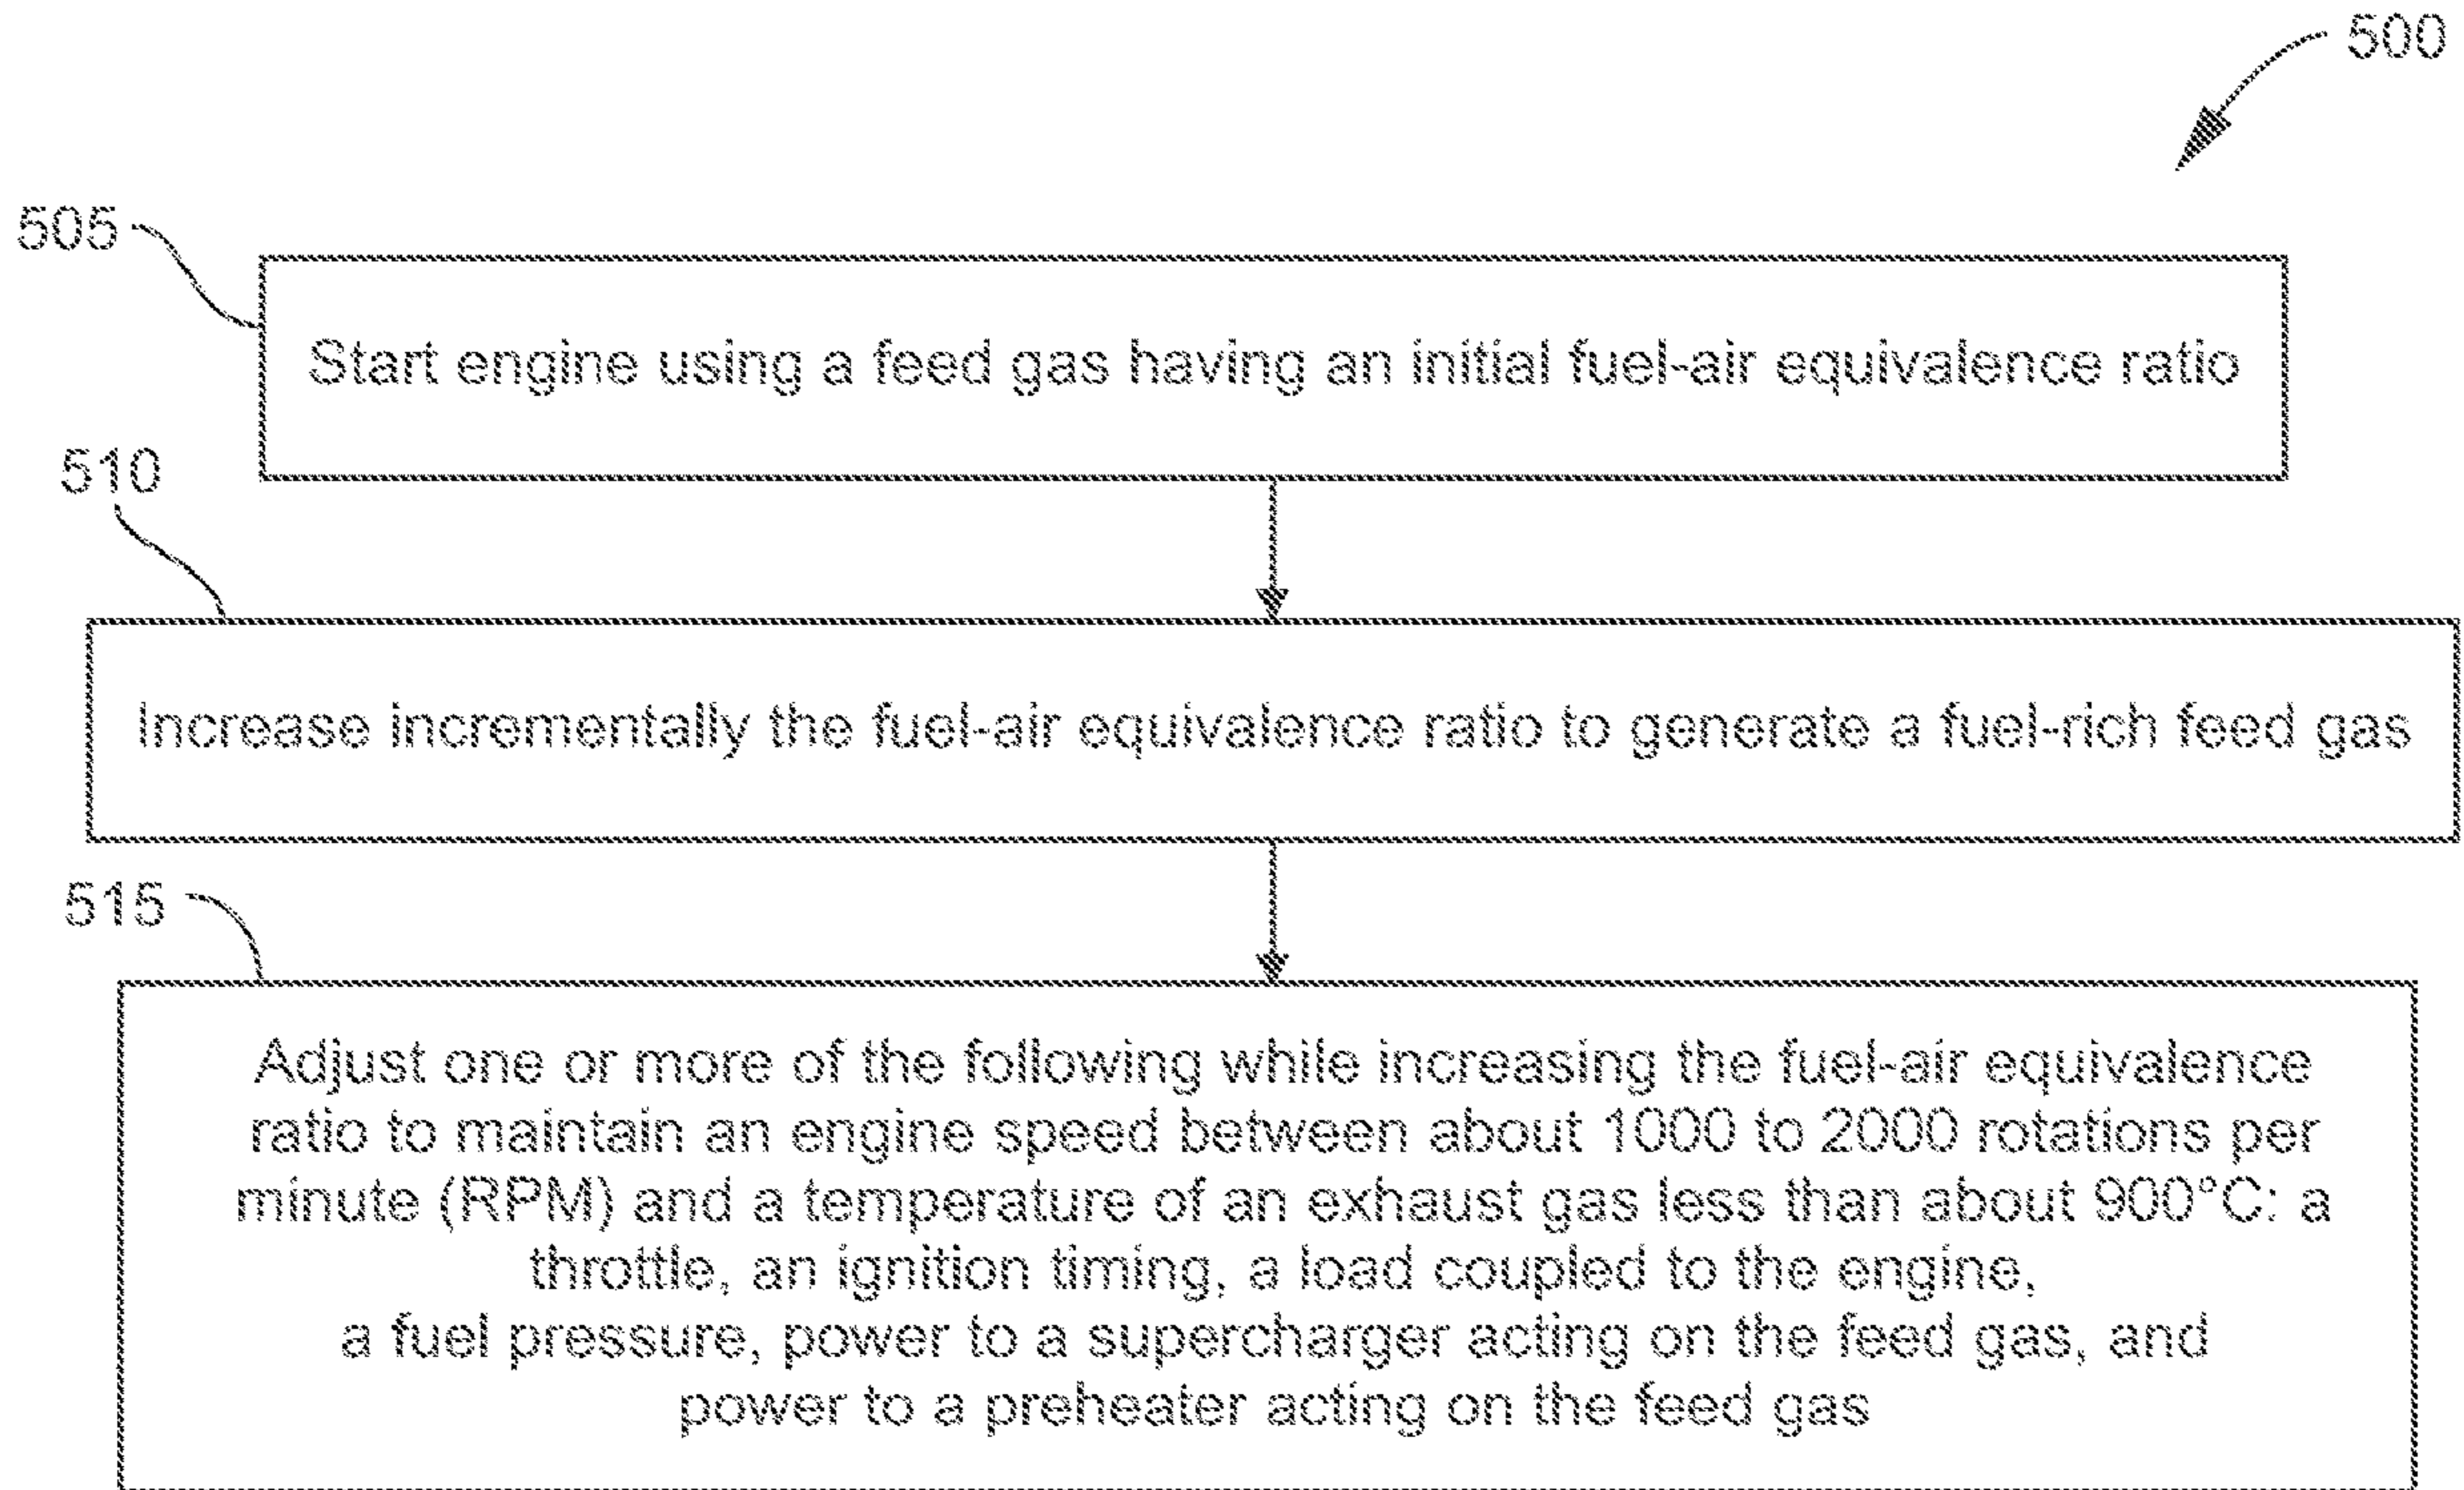 500
505
Start engine using a feed gas having an initial fuel-air equivalence ratio
510
Increase incrementally the fuel-air equivalence ratio to generate a fuel-rich feed gas
515
Adjust one or more of the following while increasing the fuel-air equivalence
ratio to maintain an engine speed between about 1000 to 2000 rotations per
minute (RPM) and a temperature of an exhaust gas less than about 900°C: a
throttle, an ignition timing, a load coupled to the engine,
a fuel pressure, power to a supercharger acting on the feed gas, and
power to a preheater acting on the feed gas